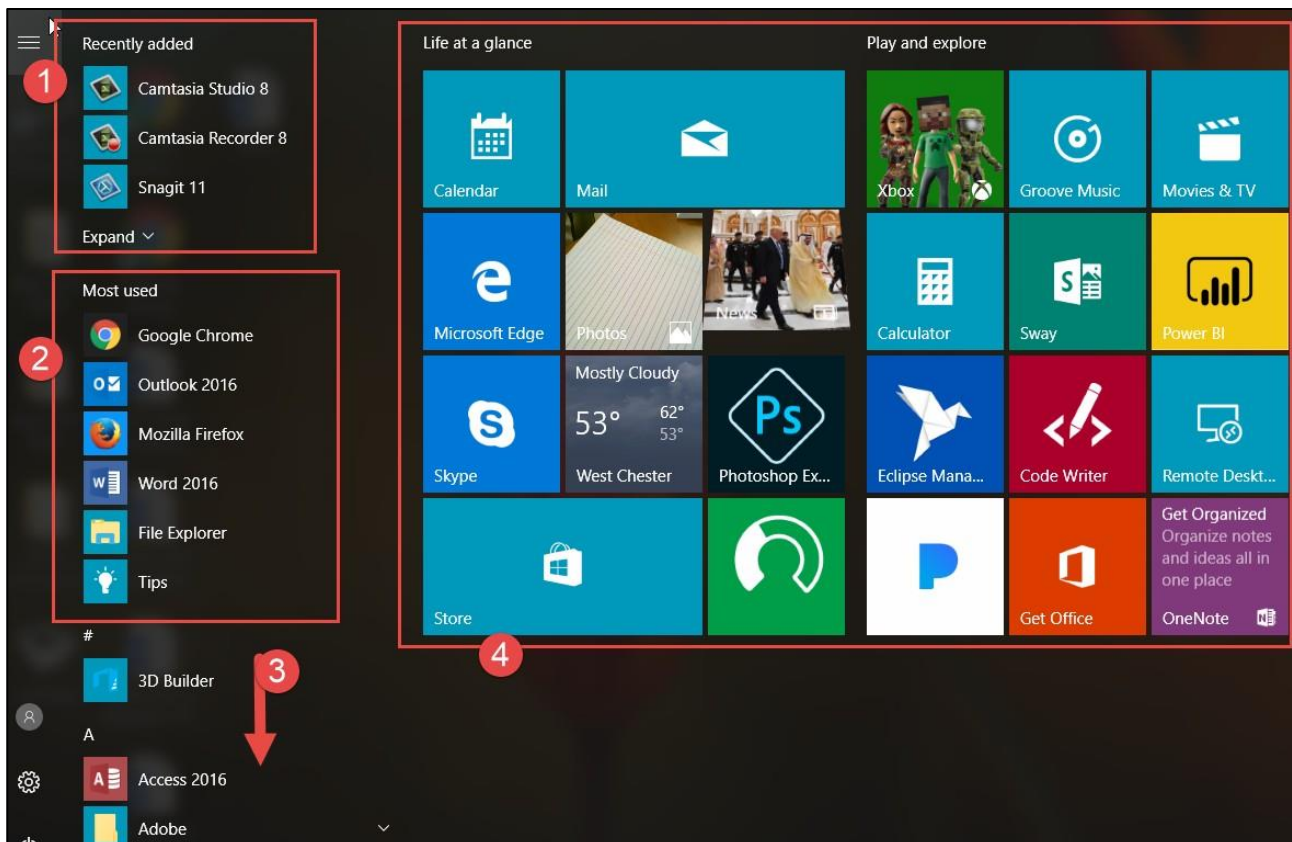 Recently added
1
Camtasia Studio 8
Camtasia Recorder 8
Snagit 11
Expand
Most used
2
Google Chrome
Outlook 2016
Mozilla Firefox
Word 2016
File Explorer
Tips
#
3
3D Builder
A
Access 2016
Adobe
Life at a glance
Calendar
Mail
Microsoft Edge
Photos
News
Skype
Mostly Cloudy
53° 62°
53°
West Chester
Ps
Photoshop Ex...
Store
4
Play and explore
Xbox
Groove Music
Movies & TV
Calculator
S
Sway
Power BI
Eclipse Mana...
Code Writer
Remote Deskt...
Get Office
Get Organized
Organize notes
and ideas all in
one place
OneNote